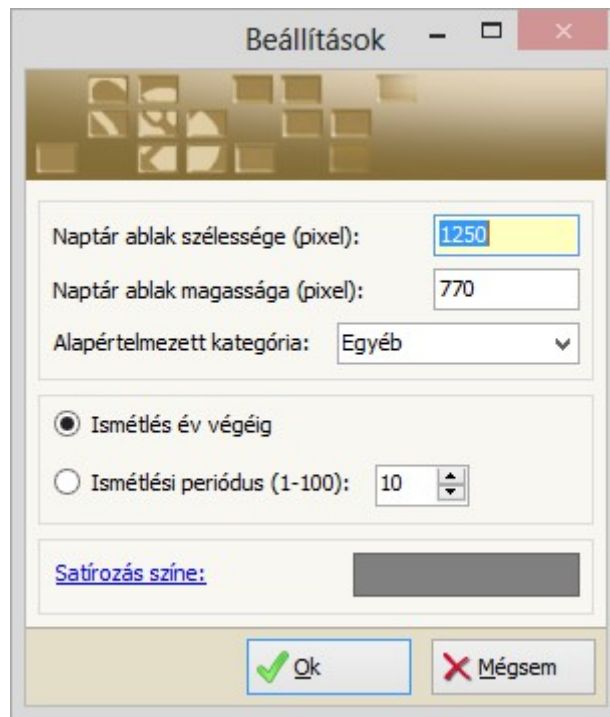 Beállítások
Naptár ablak szélessége (pixel): 1250
Naptár ablak magassága (pixel): 770
Alapértelmezett kategória: Egyéb
Ismétlés év végéig
Ismétlési periódus (1-100): 10
Satírozás színe:
Ok Mégsem